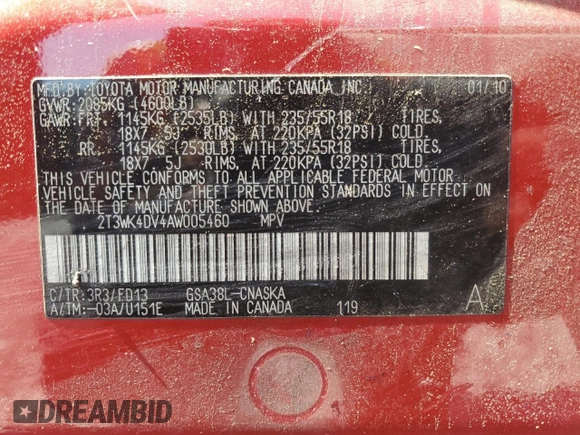 MFD.BY: TOYOTA MOTOR MANUFACTURING CANADA INC. 01/10
GVWR: 2085KG (4600LB)
GAWR: FRT. 1145KG (2535LB) WITH 235/55R18 TIRES,
18X7 5J RIMS, AT 220KPA (32PSI) COLD.
RR. 1145KG (2530LB) WITH 235/55R18 TIRES,
18X7 5J RIMS, AT 220KPA (32PSI) COLD.
THIS VEHICLE CONFORMS TO ALL APPLICABLE FEDERAL MOTOR
VEHICLE SAFETY AND THEFT PREVENTION STANDARDS IN EFFECT
ON THE DATE OF MANUFACTURE SHOWN ABOVE.
2T3WK4DV4AW005460 MPV
C/TR:3R3/FD13 GSA38L-CNASKA
A/TM:-03A/U151E MADE IN CANADA 119 A
DREAMBID